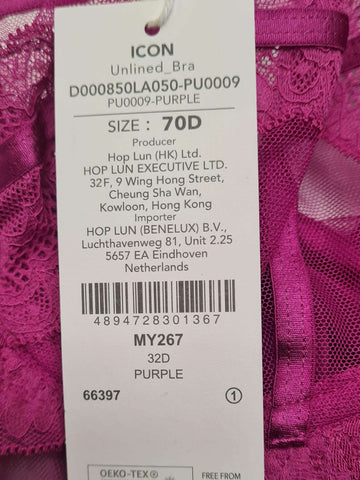 ICON
Unlined_Bra
D000850LA050-PU0009
PU0009-PURPLE
SIZE : 70D
Producer
Hop Lun (HK) Ltd.
HOP LUN EXECUTIVE LTD.
32F, 9 Wing Hong Street,
Cheung Sha Wan,
Kowloon, Hong Kong
Importer
HOP LUN (BENELUX) B.V.,
Luchthavenweg 81, Unit 2.25
5657 EA Eindhoven
Netherlands
4894728301367
MY267
32D
PURPLE
66397 1
OEKO-TEX®
FREE FROM